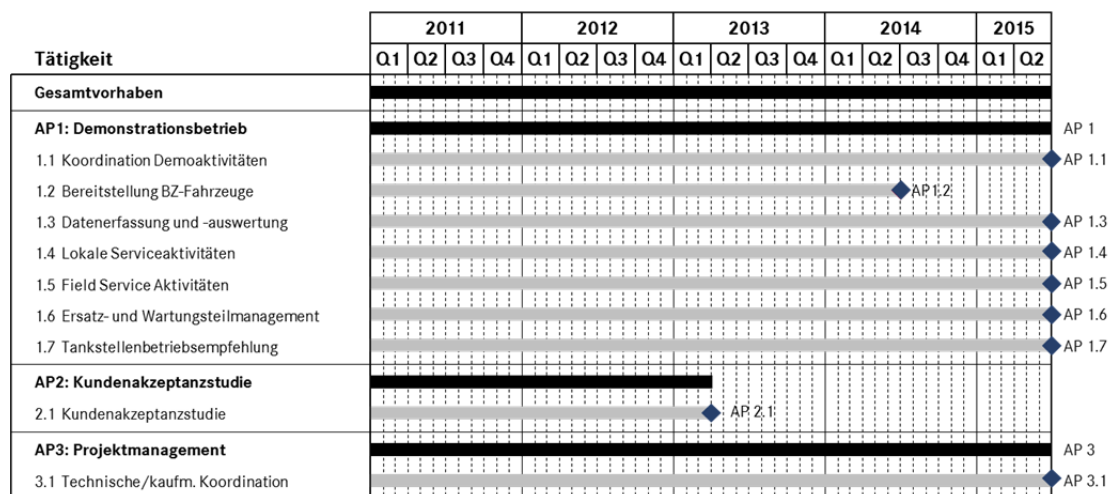 2011 2012 2013 2014 2015
Tätigkeit Q1 Q2 Q3 Q4 Q1 Q2 Q3 Q4 Q1 Q2 Q3 Q4 Q1 Q2 Q3 Q4 Q1 Q2
Gesamtvorhaben
AP1: Demonstrationsbetrieb AP 1
1.1 Koordination Demoaktivitäten AP 1.1
1.2 Bereitstellung BZ-Fahrzeuge AP1.2
1.3 Datenerfassung und -auswertung AP 1.3
1.4 Lokale Serviceaktivitäten AP 1.4
1.5 Field Service Aktivitäten AP 1.5
1.6 Ersatz- und Wartungsteilmanagement AP 1.6
1.7 Tankstellenbetriebsempfehlung AP 1.7
AP2: Kundenakzeptanzstudie
2.1 Kundenakzeptanzstudie AP 2.1
AP3: Projektmanagement AP 3
3.1 Technische/kaufm. Koordination AP 3.1